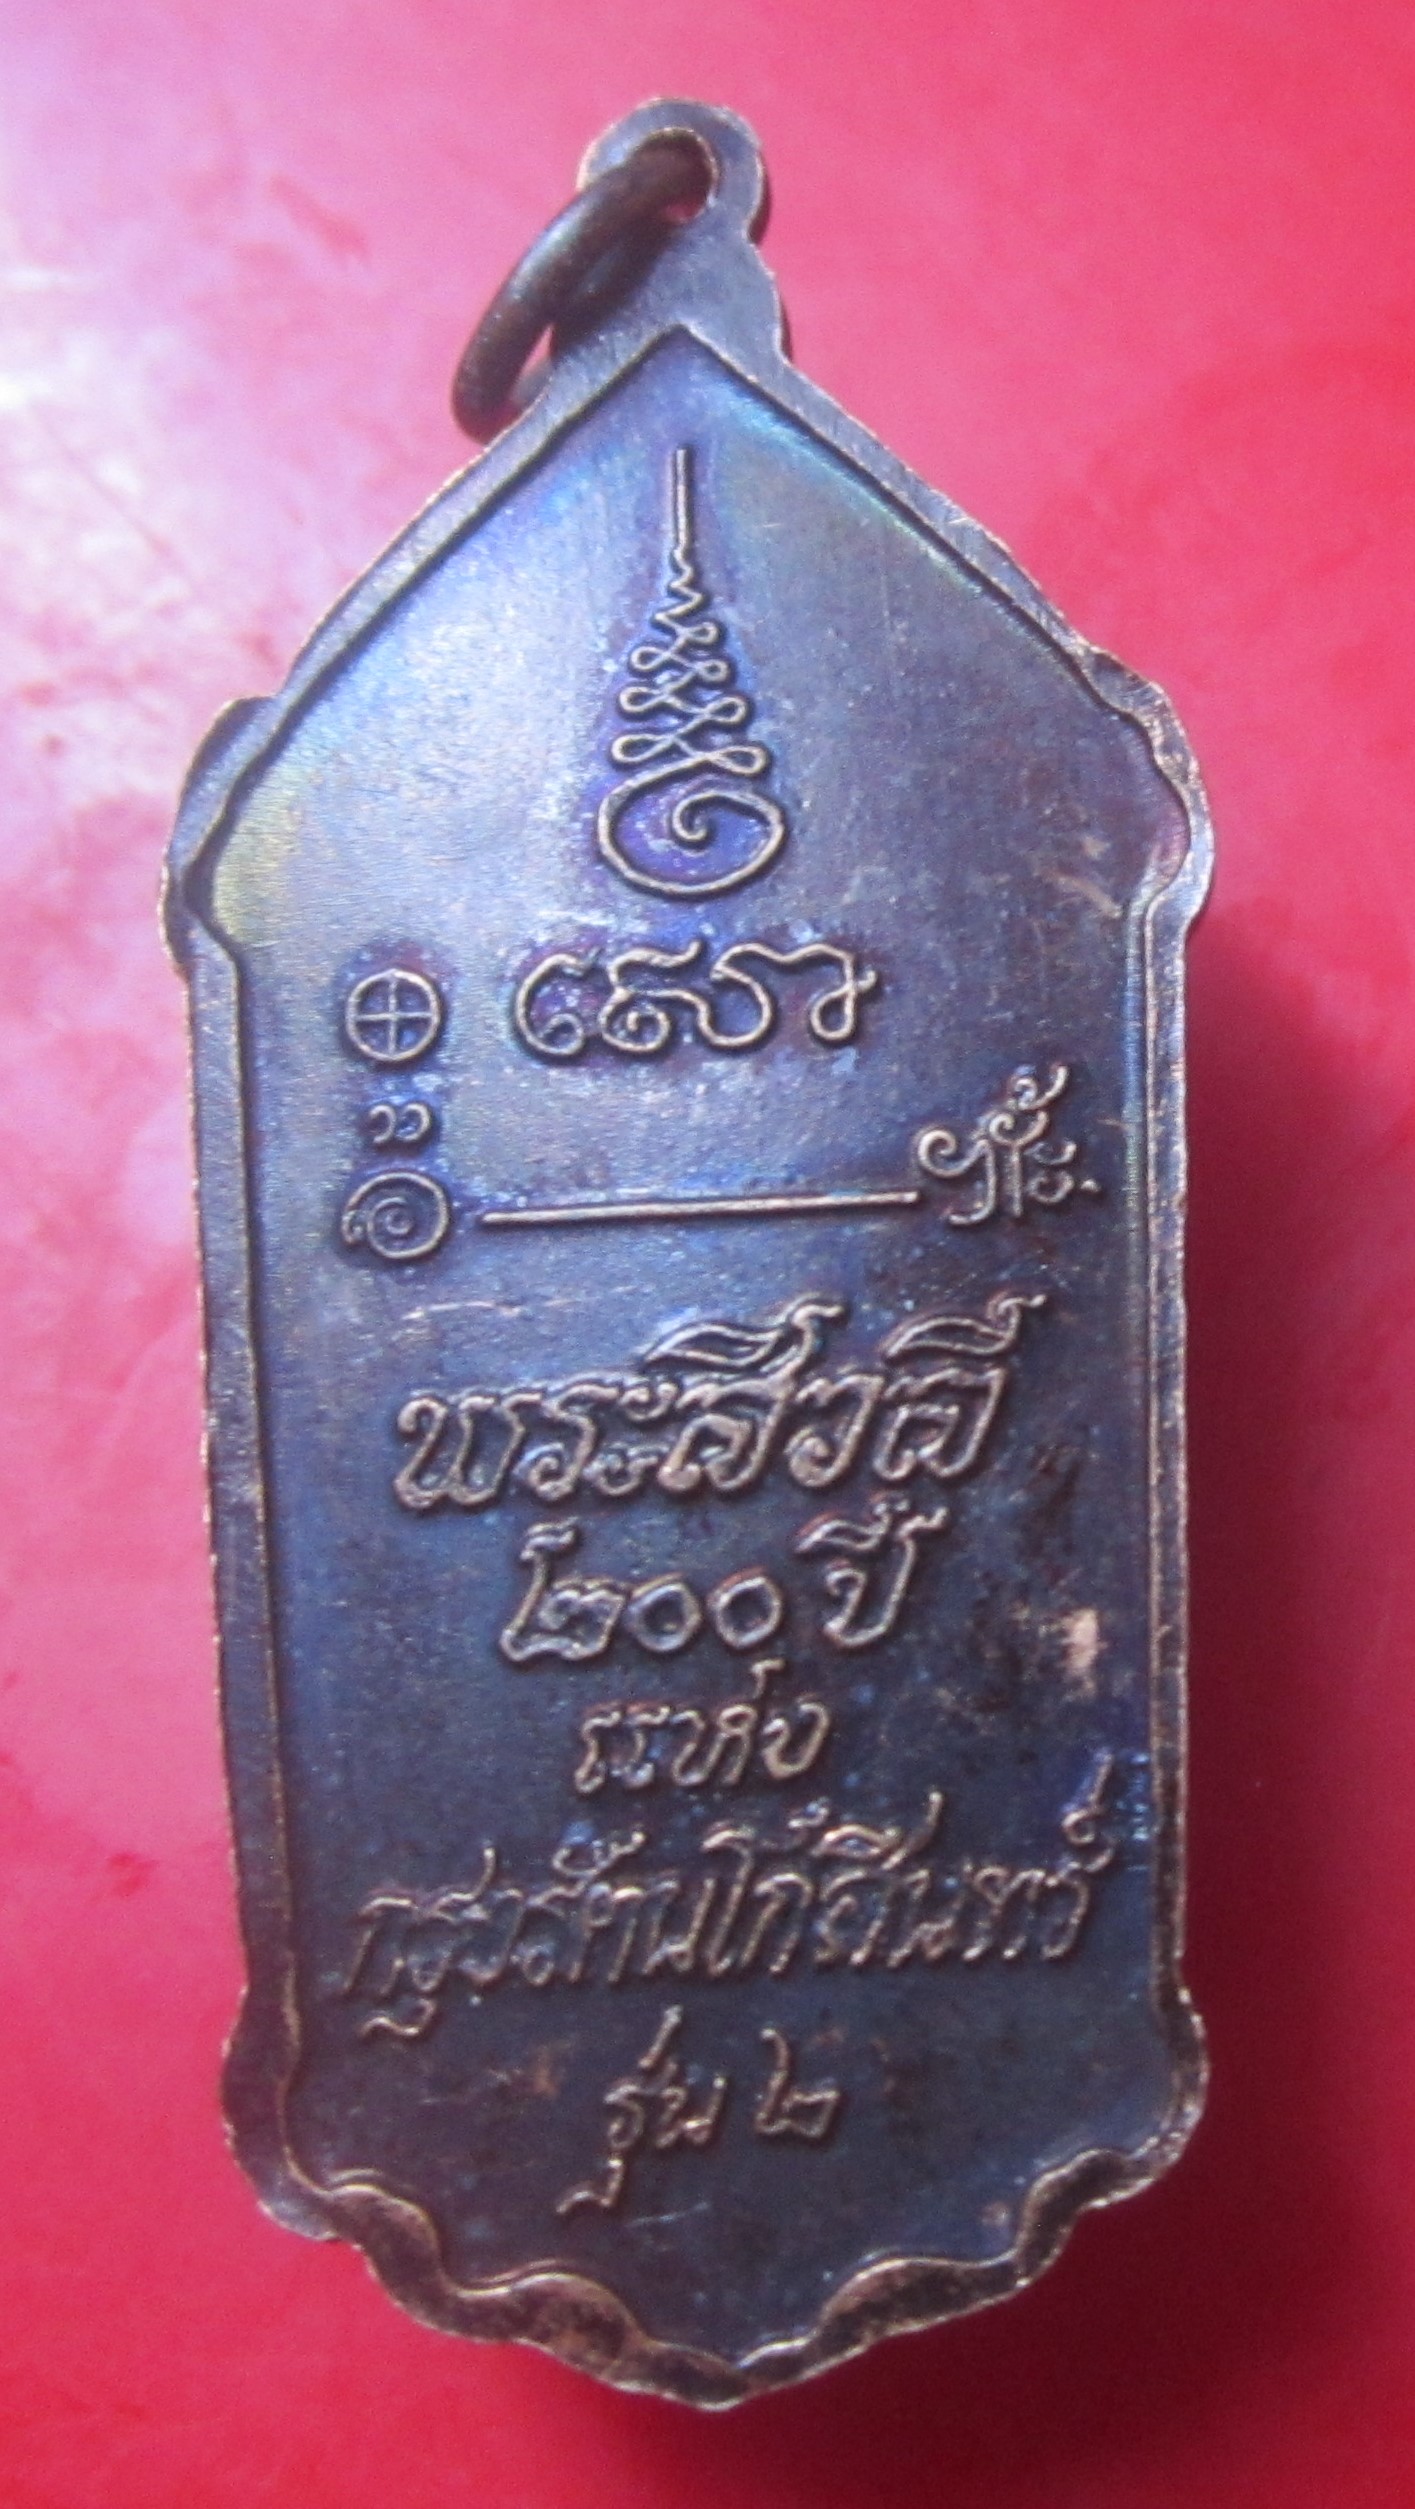 พระสีวลี
๒๐๐ ปี
แห่ง
กรุงรัตนโกสินทร์
รุ่น ๒